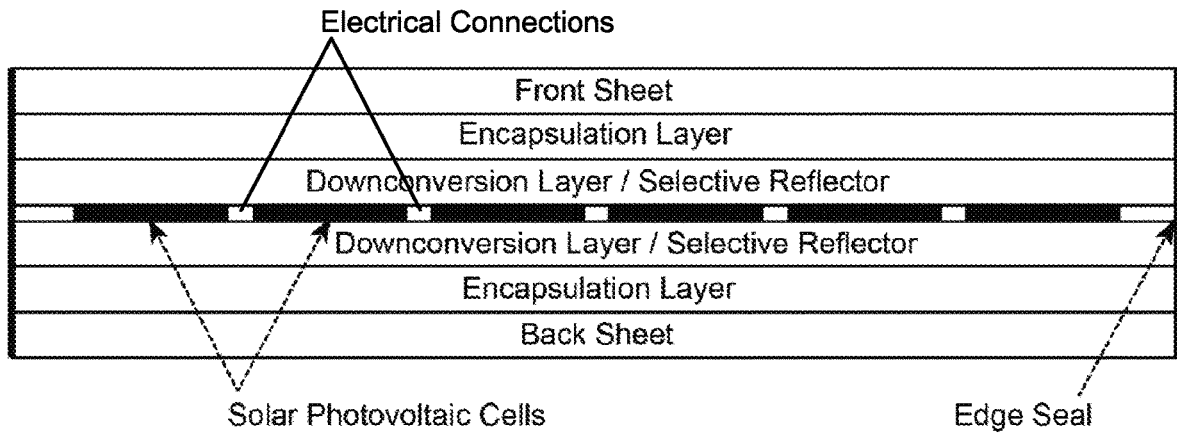 Electrical Connections
Front Sheet
Encapsulation Layer
Downconversion Layer / Selective Reflector
Downconversion Layer / Selective Reflector
Encapsulation Layer
Back Sheet
Solar Photovoltaic Cells
Edge Seal